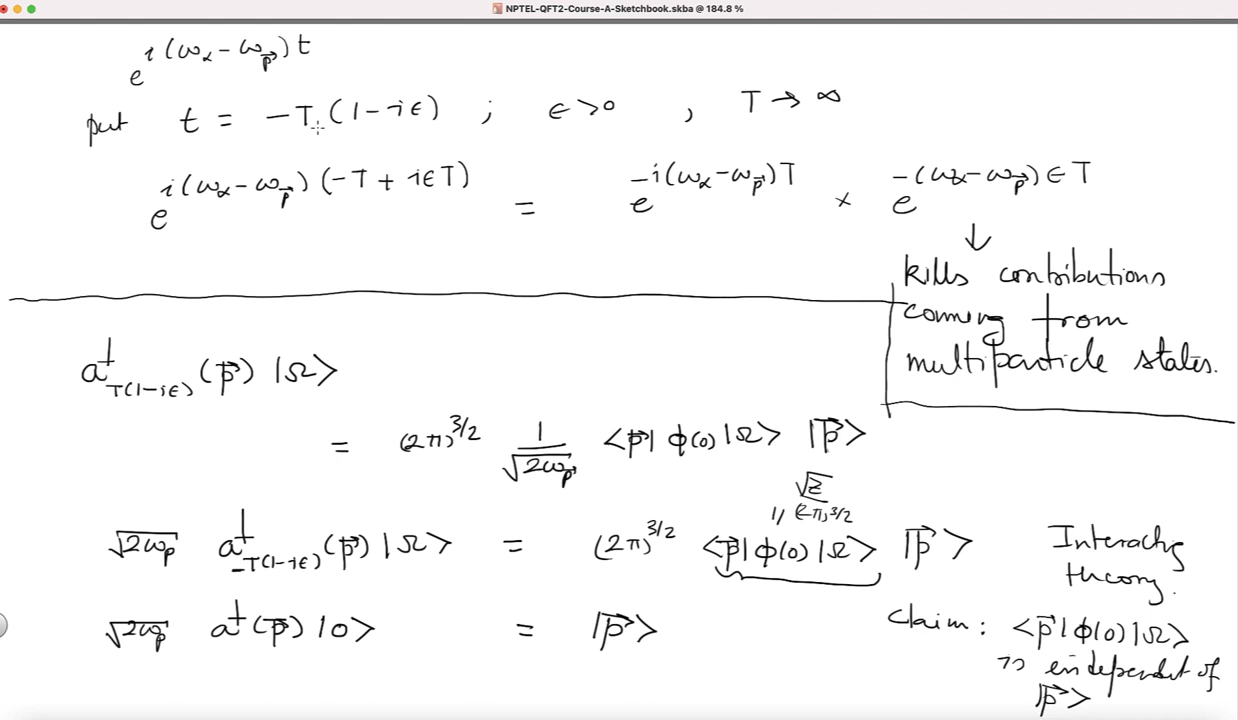 NPTEL-QFT2-Course-A-Sketchbook.skba @ 184.8 %
e^{i(ω_α − ω_p⃗)t}
put t = −T(1−iϵ) ; ϵ>0 , T→∞
e^{i(ω_α − ω_p⃗)(−T + iϵT)} = e^{−i(ω_α − ω_p⃗)T} × e^{−(ω_α − ω_p⃗)ϵT}
↓
kills contributions
coming from
multiparticle states.
a†_{T(1−iϵ)}(p⃗) |Ω>
= (2π)^{3/2} 1/√2ω_p⃗ <p⃗| ϕ(0) |Ω> |p⃗>
√Z
// (2π)^{3/2}
√2ω_p a†_{−T(1−iϵ)}(p⃗) |Ω> = (2π)^{3/2} <p⃗| ϕ(0) |Ω> |p⃗>
Interacting
theory.
√2ω_p a†(p⃗) |0> = |p⃗>
Claim: <p⃗| ϕ(0) |Ω>
is independent of
|p⃗>